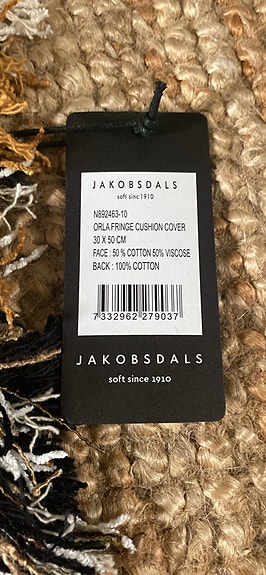 JAKOBSDALS
soft sinc 1910
N892463-10
ORLA FRINGE CUSHION COVER
30 X 50 CM
FACE : 50 % COTTON 50% VISCOSE
BACK : 100% COTTON
7 332962 279037
JAKOBSDALS
soft since 1910